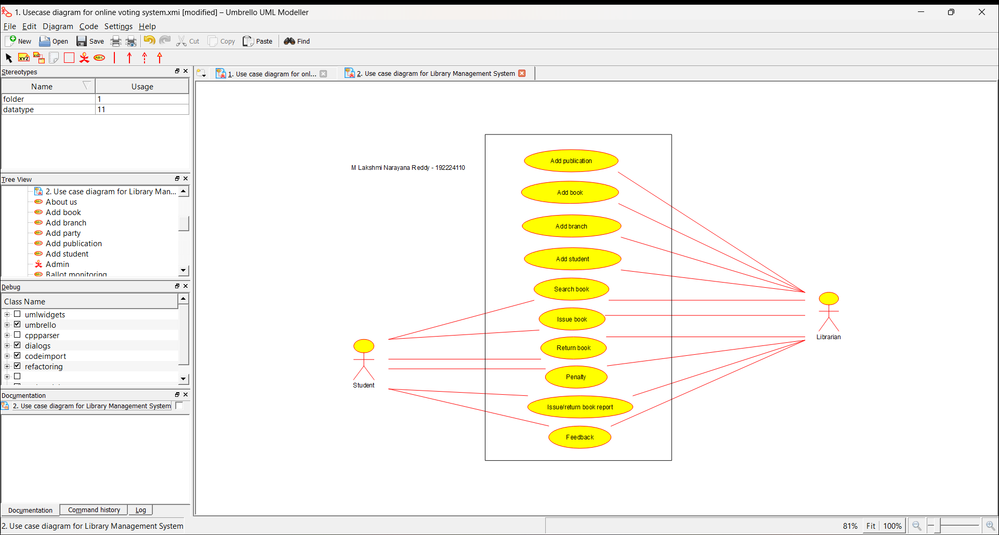 1. Usecase diagram for online voting system.xmi [modified] – Umbrello UML Modeller
File Edit Diagram Code Settings Help
New Open Save Cut Copy Paste Find
XYZ XYZ ABC
Stereotypes
Name Usage
folder 1
datatype 11
Tree View
2. Use case diagram for Library Man...
About us
Add book
Add branch
Add party
Add publication
Add student
Admin
Ballot monitoring
Debug
Class Name
umlwidgets
umbrello
cppparser
dialogs
codeimport
refactoring
Documentation
2. Use case diagram for Library Management System
Documentation Command history Log
2. Use case diagram for Library Management System
1. Use case diagram for onl... 2. Use case diagram for Library Management System
M Lakshmi Narayana Reddy - 192224110
Add publication
Add book
Add branch
Add student
Search book
Issue book
Return book
Penalty
Issue/return book report
Feedback
Student
Librarian
81% Fit 100%